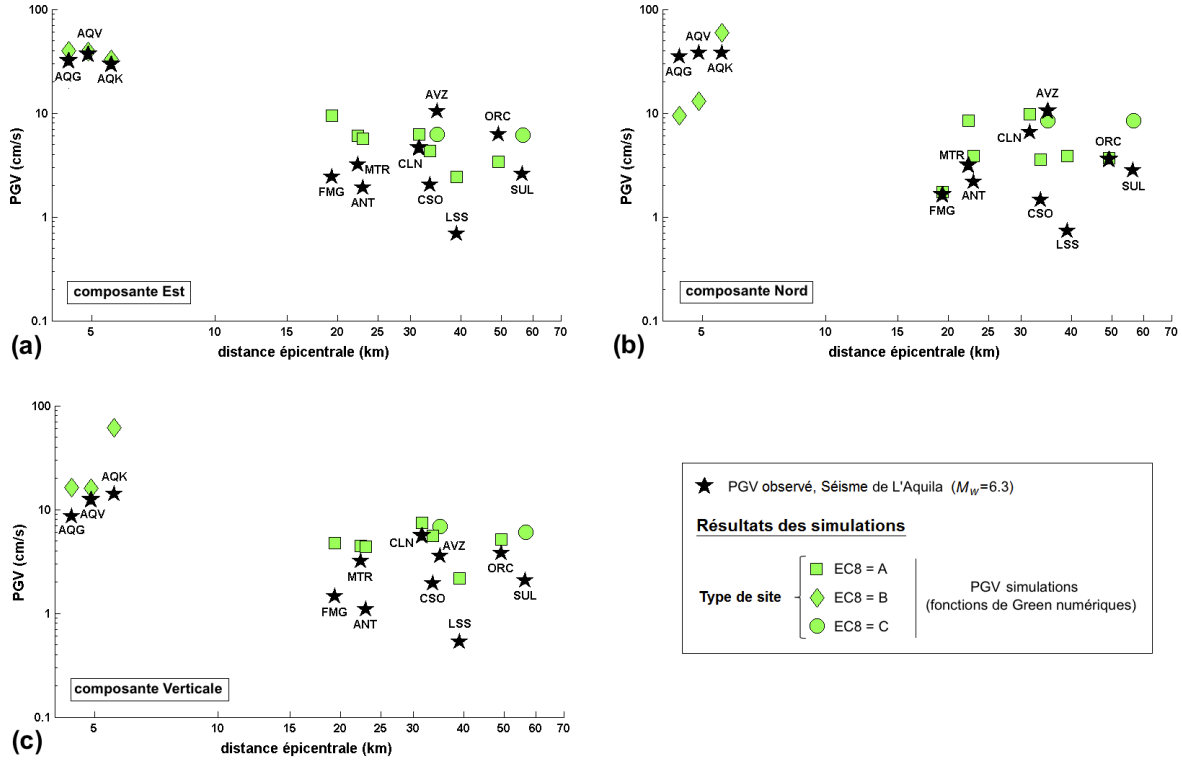 100
10
1
0.1
PGV (cm/s)
AQV
AQG
AQK
AVZ
ORC
CLN
MTR
FMG
ANT
CSO
SUL
LSS
composante Est
5 10 15 20 30 40 50 60 70
distance épicentrale (km)
(a)
100
10
1
0.1
PGV (cm/s)
AQV
AQG
AQK
AVZ
CLN
ORC
MTR
ANT
SUL
FMG
CSO
LSS
composante Nord
5 10 15 20 30 40 50 60 70
distance épicentrale (km)
(b)
100
10
1
0.1
PGV (cm/s)
AQK
AQV
AQG
CLN
AVZ
MTR
ORC
CSO
SUL
FMG
ANT
LSS
composante Verticale
5 10 15 20 30 40 50 60 70
distance épicentrale (km)
(c)
PGV observé, Séisme de L'Aquila (Mw=6.3)
Résultats des simulations
Type de site
EC8 = A
EC8 = B
EC8 = C
PGV simulations
(fonctions de Green numériques)